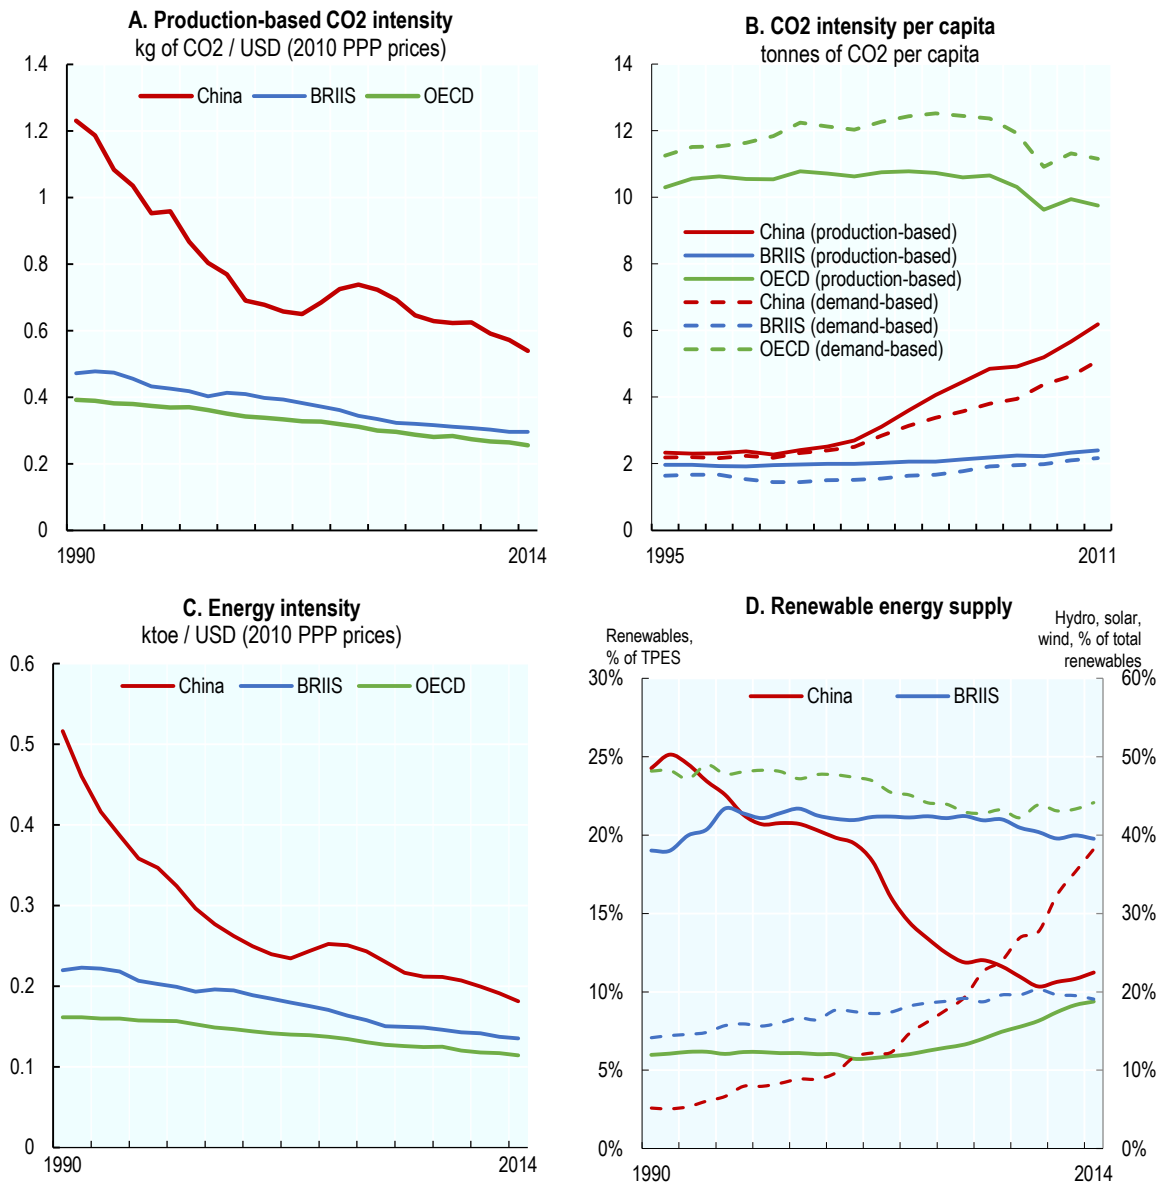 A. Production-based CO2 intensity
kg of CO2 / USD (2010 PPP prices)
1.4
1.2
1
0.8
0.6
0.4
0.2
0
China
BRIIS
OECD
1990
2014
B. CO2 intensity per capita
tonnes of CO2 per capita
14
12
10
8
6
4
2
0
China (production-based)
BRIIS (production-based)
OECD (production-based)
China (demand-based)
BRIIS (demand-based)
OECD (demand-based)
1995
2011
C. Energy intensity
ktoe / USD (2010 PPP prices)
0.6
0.5
0.4
0.3
0.2
0.1
0
China
BRIIS
OECD
1990
2014
D. Renewable energy supply
Renewables,
% of TPES
Hydro, solar,
wind, % of total
renewables
30%
25%
20%
15%
10%
5%
0%
China
BRIIS
60%
50%
40%
30%
20%
10%
0%
1990
2014